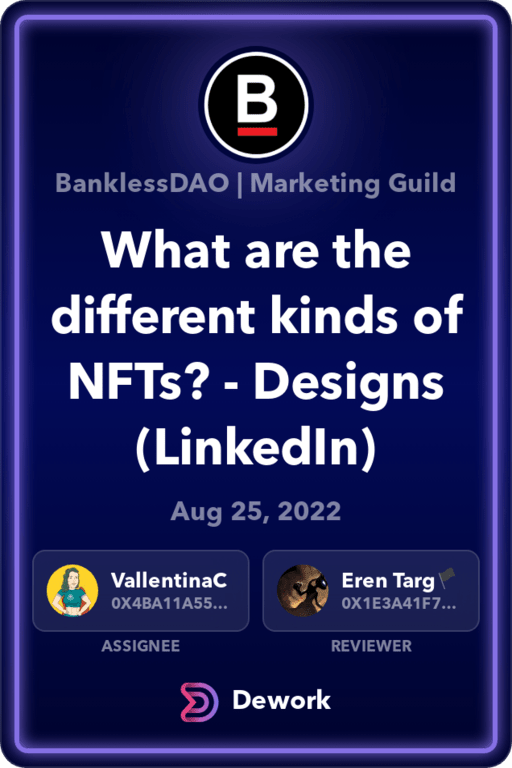 B
BanklessDAO | Marketing Guild
What are the
different kinds of
NFTs? - Designs
(LinkedIn)
Aug 25, 2022
VallentinaC
0X4BA11A55...
Eren Targ🏴
0X1E3A41F7...
ASSIGNEE
REVIEWER
Dework